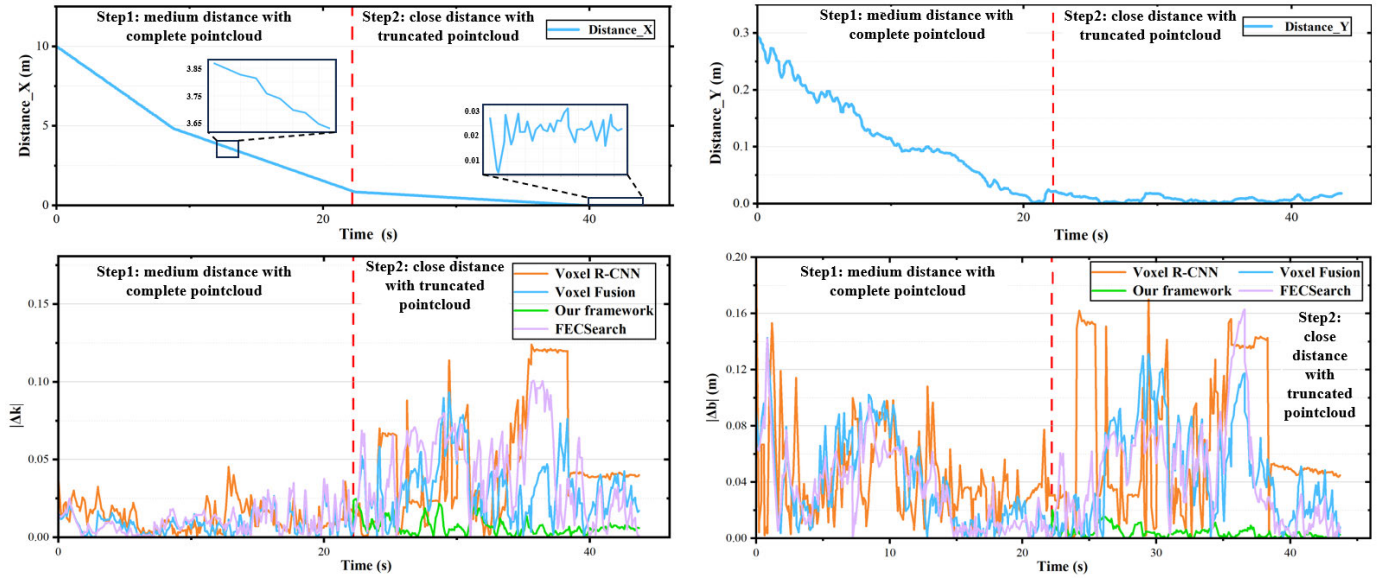 Step1: medium distance with
complete pointcloud
Step2: close distance with
truncated pointcloud
Distance_X
Distance_X (m)
10
5
0
3.85
3.65
0.03
0.02
0.01
0
20
40
Time (s)
Step1: medium distance with
complete pointcloud
Step2: close distance with
truncated pointcloud
Distance_Y
Distance_Y (m)
0.3
0.2
0.1
0.0
0
20
40
Time (s)
Step1: medium distance with
complete pointcloud
Step2: close distance
with truncated
pointcloud
Voxel R-CNN
Voxel Fusion
Our framework
FECSearch
|Δk|
0.15
0.10
0.05
0.00
0
20
40
Time (s)
Step1: medium distance with
complete pointcloud
Voxel R-CNN
Voxel Fusion
Our framework
FECSearch
Step2:
close
distance
with
truncated
pointcloud
|Δb| (m)
0.20
0.16
0.12
0.08
0.04
0.00
0
10
20
30
40
Time (s)